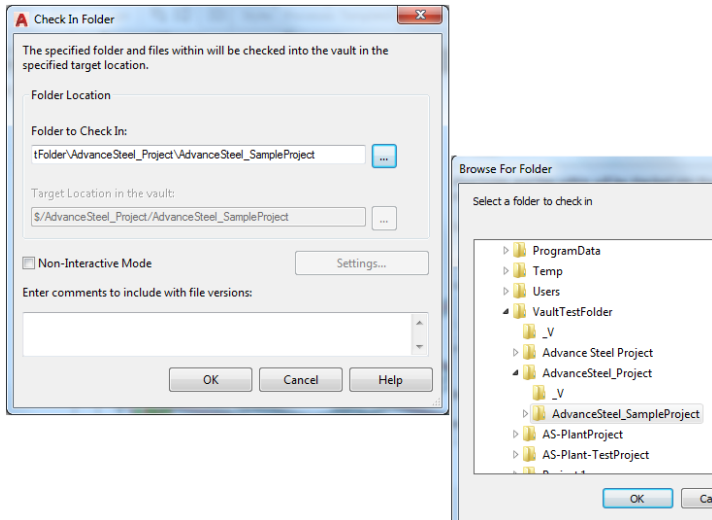 Check In Folder
The specified folder and files within will be checked into the vault in the
specified target location.
Folder Location
Folder to Check In:
tFolder\AdvanceSteel_Project\AdvanceSteel_SampleProject
...
Target Location in the vault:
$/AdvanceSteel_Project/AdvanceSteel_SampleProject
...
Non-Interactive Mode
Settings...
Enter comments to include with file versions:
OK
Cancel
Help
Browse For Folder
Select a folder to check in
ProgramData
Temp
Users
VaultTestFolder
_V
Advance Steel Project
AdvanceSteel_Project
_V
AdvanceSteel_SampleProject
AS-PlantProject
AS-Plant-TestProject
OK